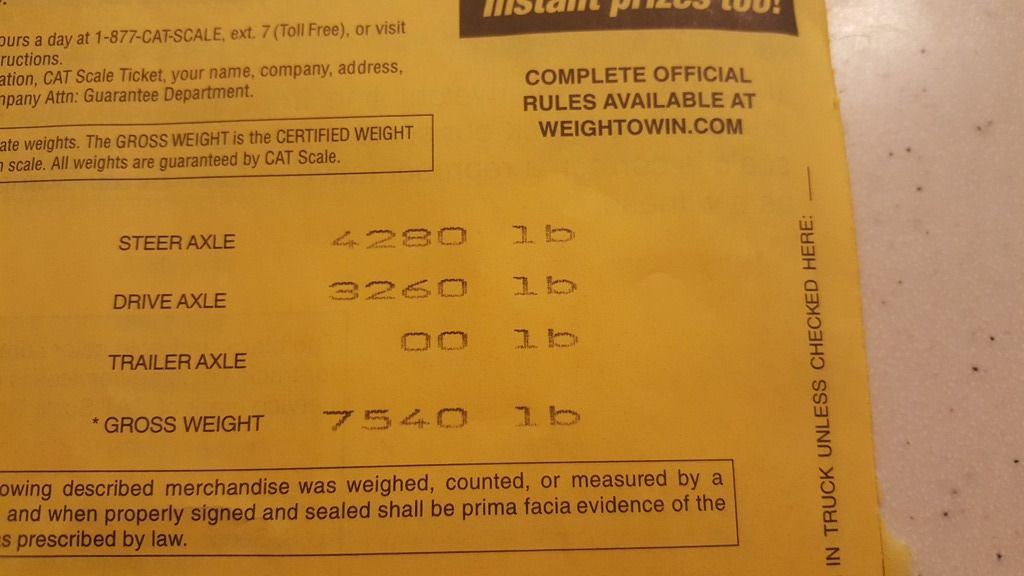 instant prizes too!
ours a day at 1-877-CAT-SCALE, ext. 7 (Toll Free), or visit
ructions.
ation, CAT Scale Ticket, your name, company, address,
mpany Attn: Guarantee Department.
COMPLETE OFFICIAL
RULES AVAILABLE AT
WEIGHTOWIN.COM
ate weights. The GROSS WEIGHT is the CERTIFIED WEIGHT
n scale. All weights are guaranteed by CAT Scale.
STEER AXLE 4280 lb
DRIVE AXLE 3260 lb
TRAILER AXLE 00 lb
* GROSS WEIGHT 7540 lb
IN TRUCK UNLESS CHECKED HERE: ___
owing described merchandise was weighed, counted, or measured by a
and when properly signed and sealed shall be prima facia evidence of the
s prescribed by law.